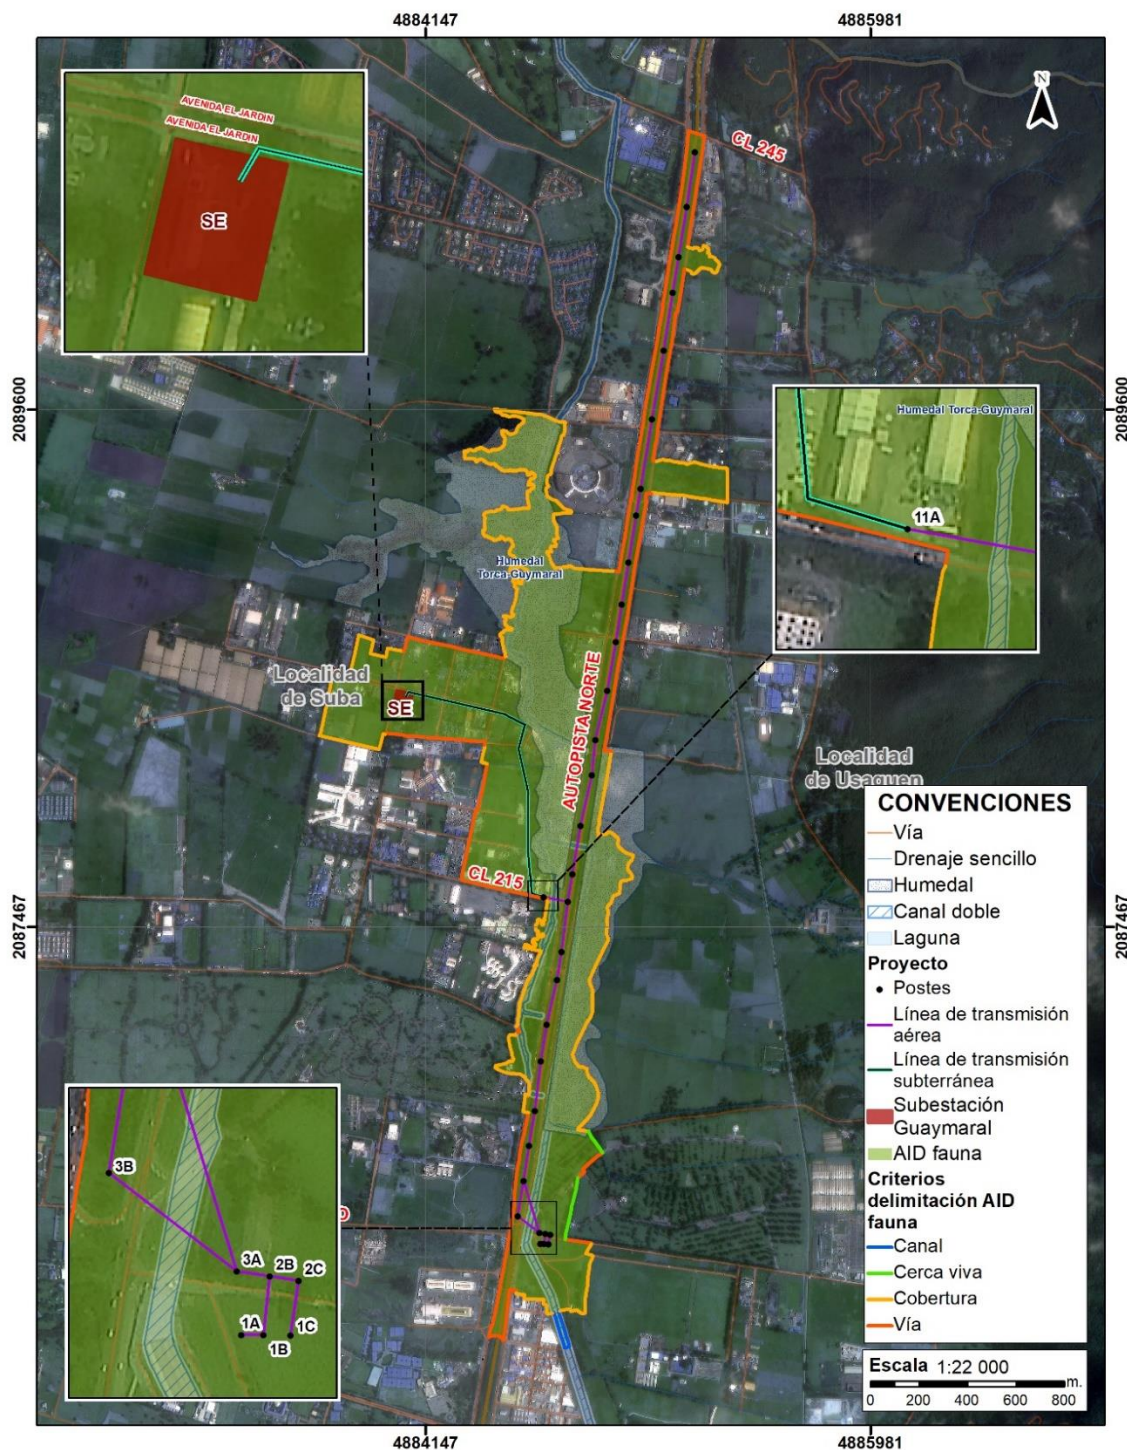 4884147
4885981
AVENIDA EL JARDIN
AVENIDA EL JARDIN
SE
CL 245
N
2089600
2089600
Humedal Torca-Guymaral
11A
Humedal
Torca-Guymaral
Localidad
de Suba
SE
AUTOPISTA NORTE
Localidad
de Usaquen
CL 215
2087467
2087467
3B
3A
2B
2C
1A
1B
1C
CONVENCIONES
Vía
Drenaje sencillo
Humedal
Canal doble
Laguna
Proyecto
Postes
Línea de transmisión
aérea
Línea de transmisión
subterránea
Subestación
Guaymaral
AID fauna
Criterios
delimitación AID
fauna
Canal
Cerca viva
Cobertura
Vía
Escala 1:22 000
m.
0 200 400 600 800
4884147
4885981